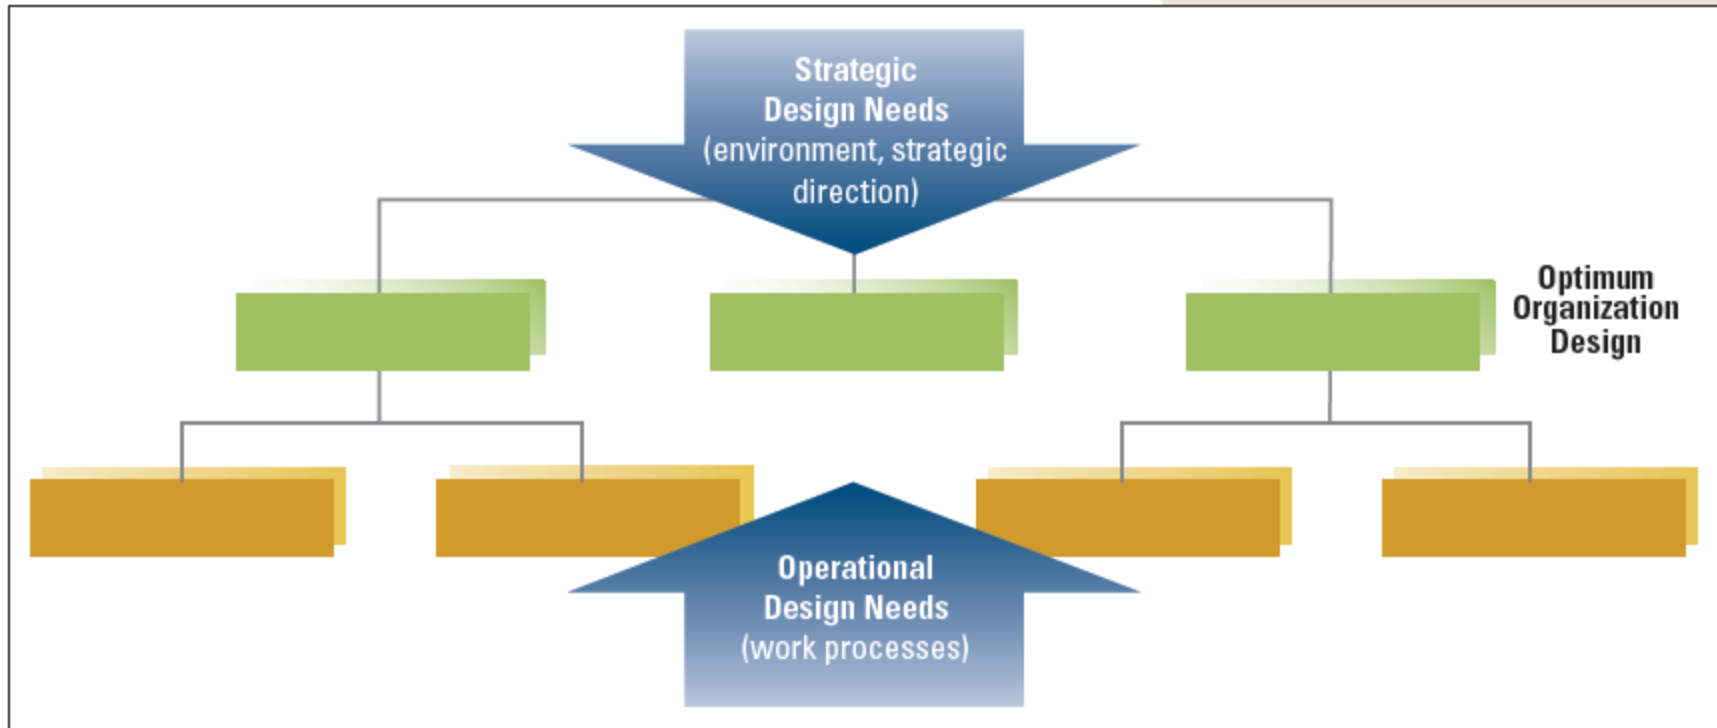 Strategic
Design Needs
(environment, strategic
direction)
Optimum
Organization
Design
Operational
Design Needs
(work processes)